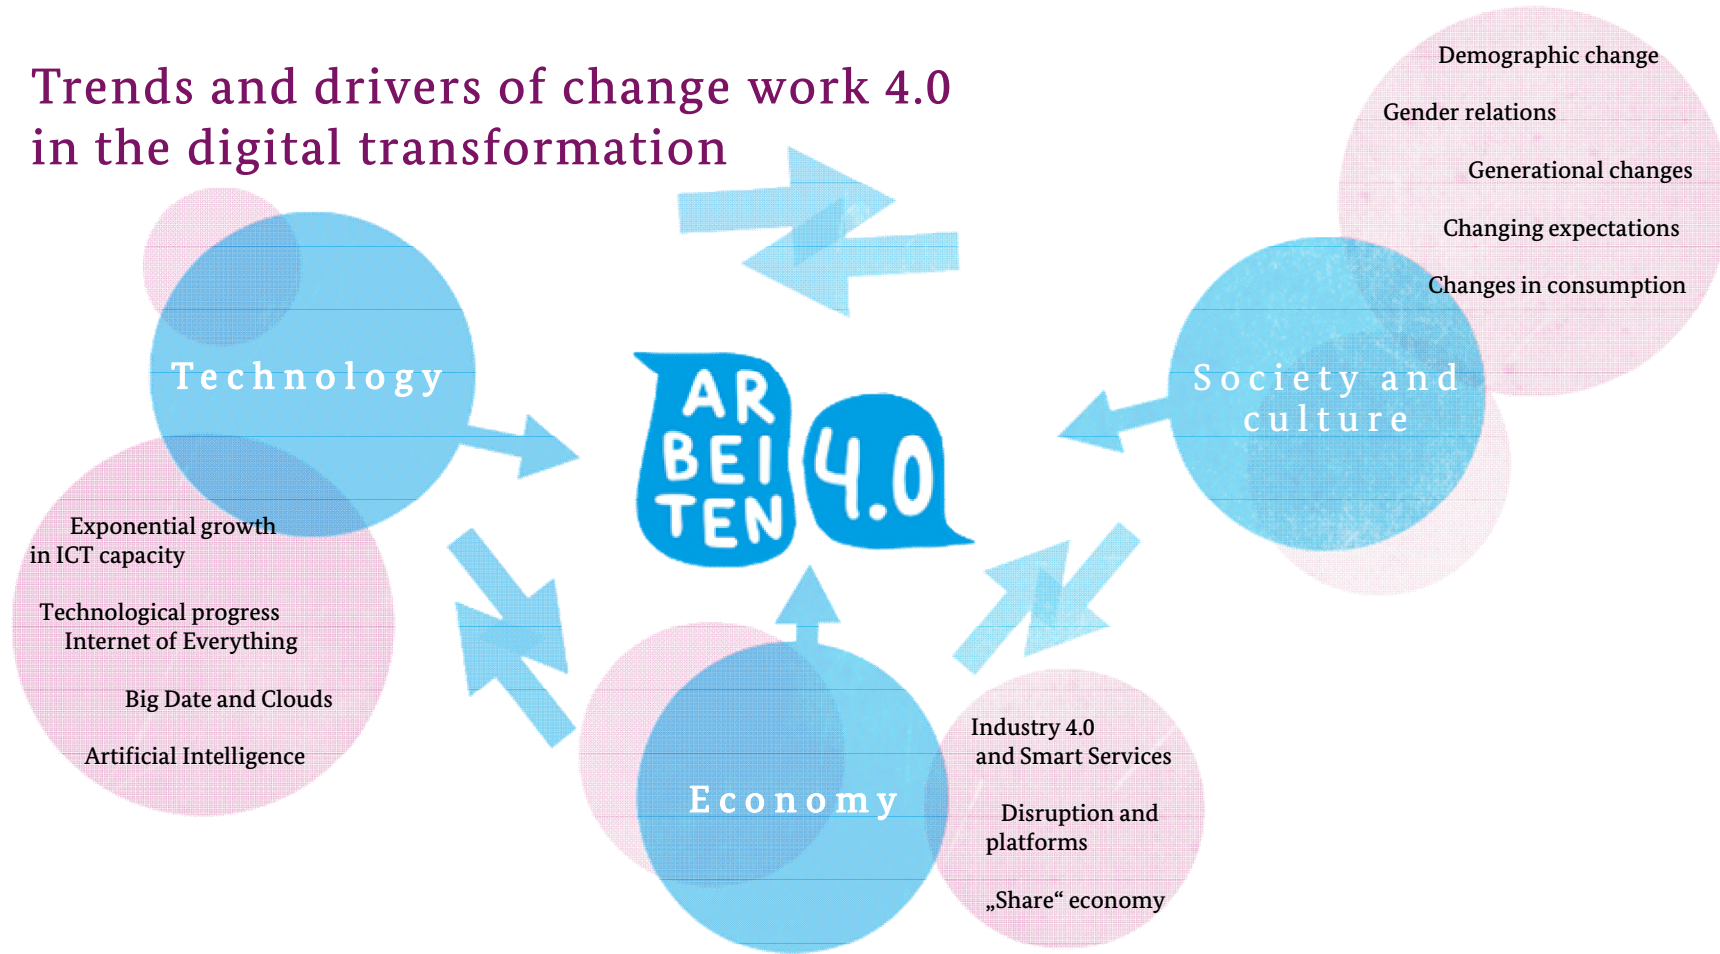 Trends and drivers of change work 4.0
in the digital transformation
Technology
Exponential growth
in ICT capacity
Technological progress
Internet of Everything
Big Date and Clouds
Artificial Intelligence
AR
BEI
TEN
4.0
Economy
Industry 4.0
and Smart Services
Disruption and
platforms
„Share“ economy
Society and
culture
Demographic change
Gender relations
Generational changes
Changing expectations
Changes in consumption